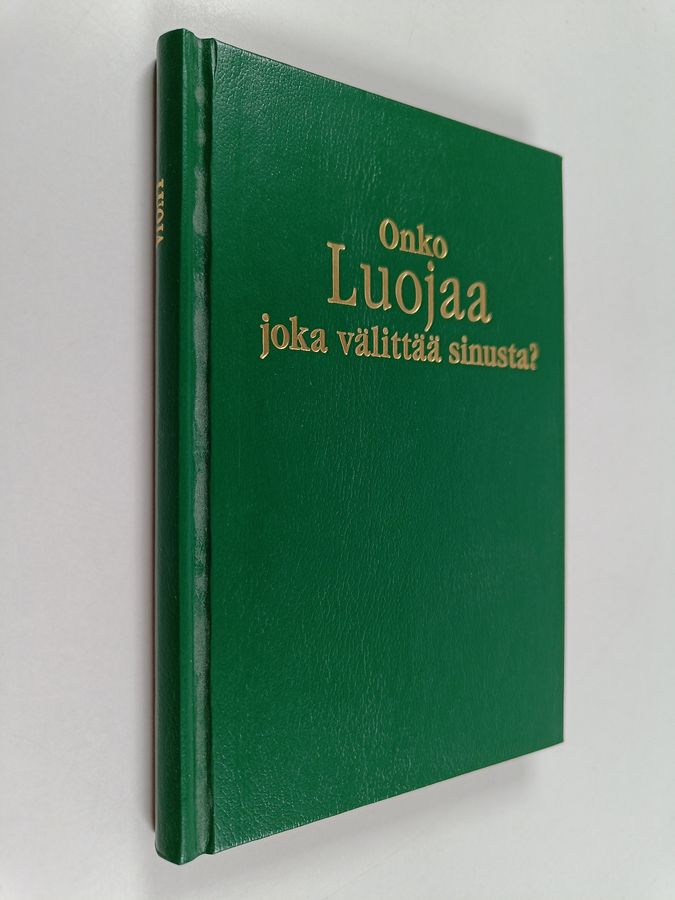 Onko
Luojaa
joka välittää sinusta?